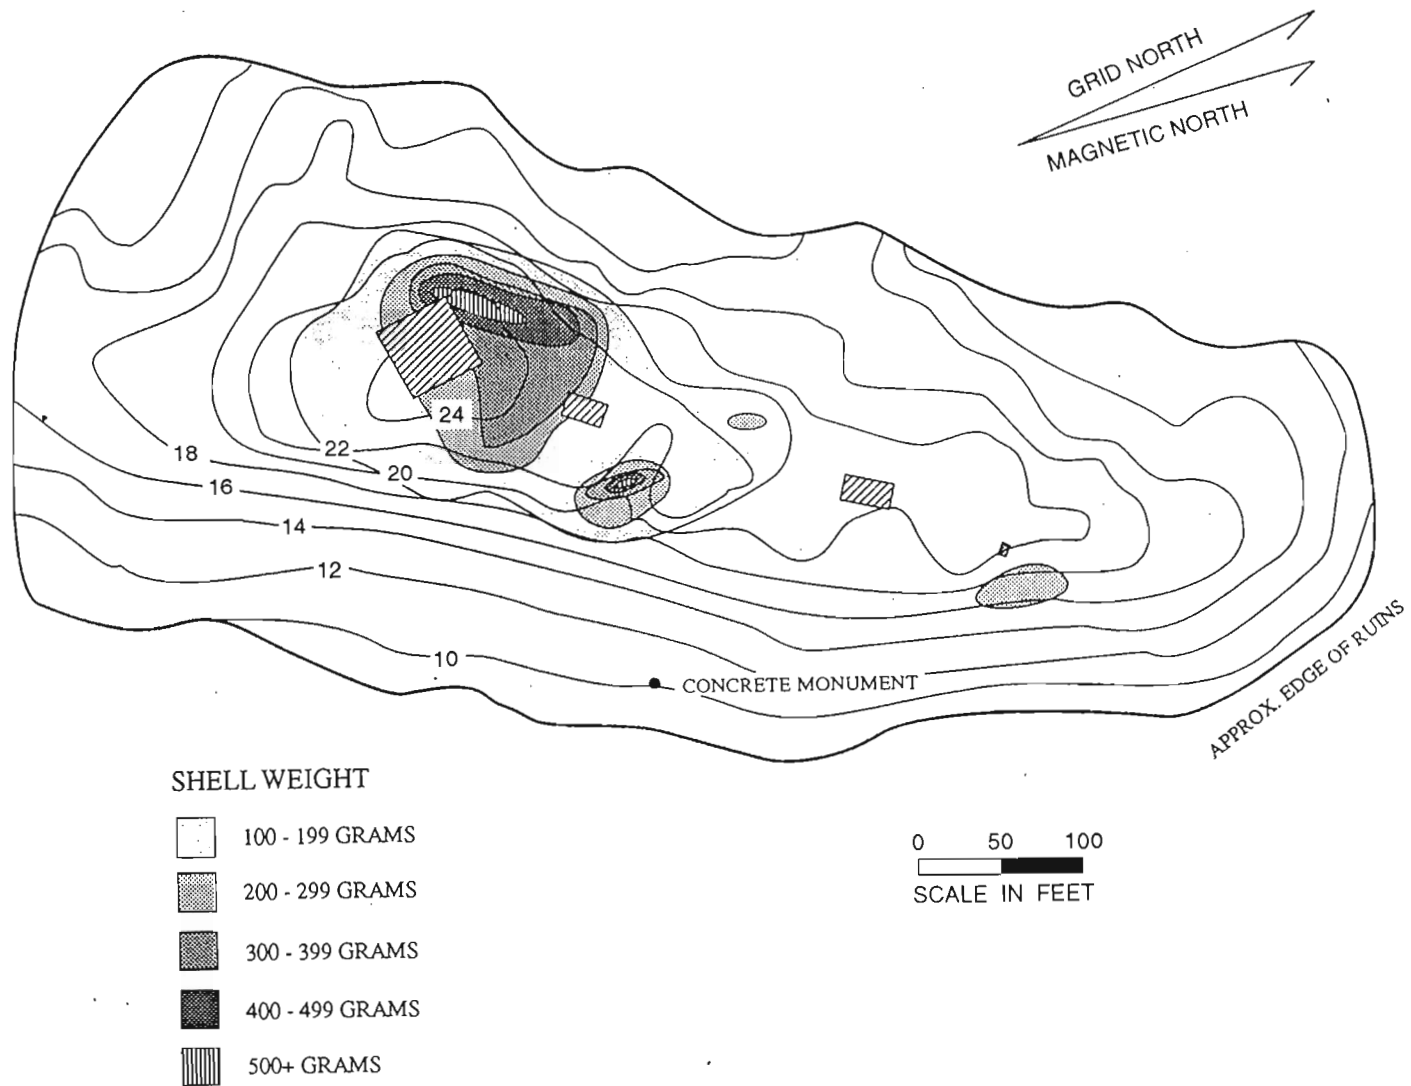 GRID NORTH
MAGNETIC NORTH
24
22
20
18
16
14
12
10
CONCRETE MONUMENT
APPROX. EDGE OF RUINS
SHELL WEIGHT
100 - 199 GRAMS
200 - 299 GRAMS
300 - 399 GRAMS
400 - 499 GRAMS
500+ GRAMS
0 50 100
SCALE IN FEET